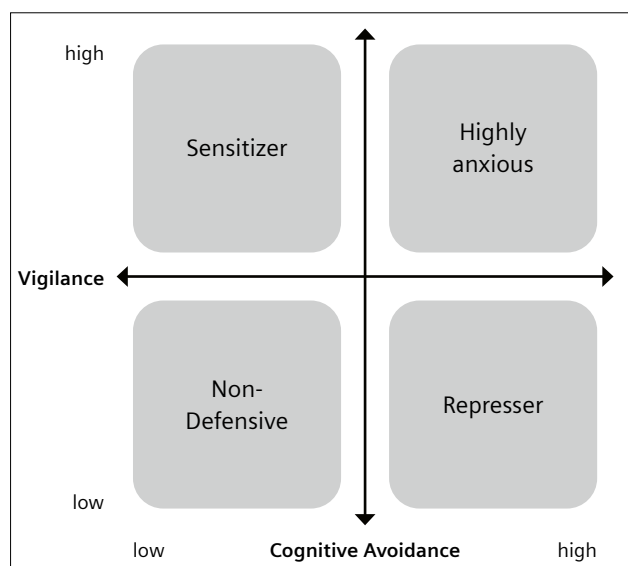 high
Sensitizer
Highly
anxious
Vigilance
Non-
Defensive
Represser
low
low Cognitive Avoidance high